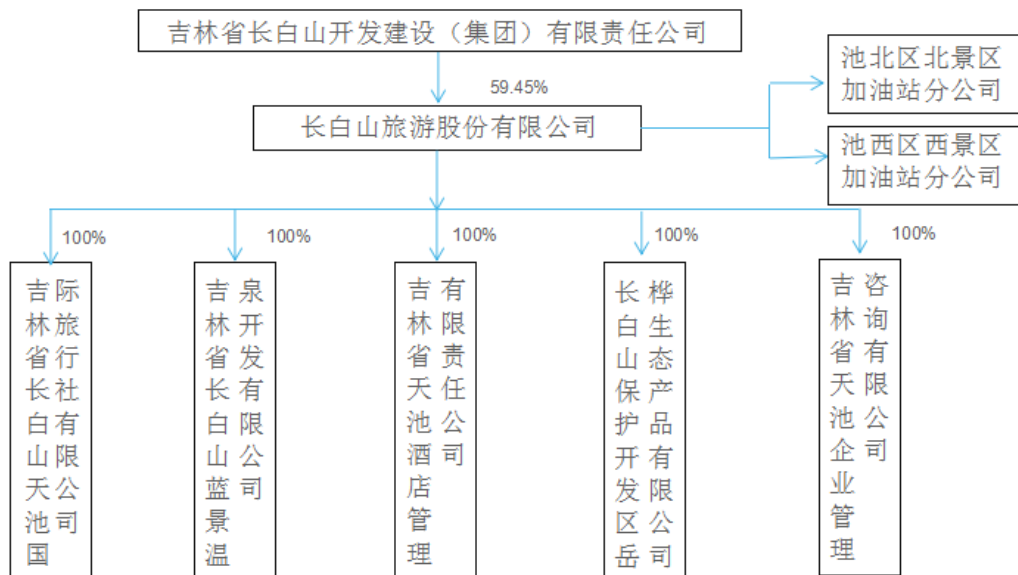 吉林省长白山开发建设（集团）有限责任公司
59.45%
长白山旅游股份有限公司
池北区北景区
加油站分公司
池西区西景区
加油站分公司
100%
100%
100%
100%
100%
吉林省长白山天池国
际旅行社有限公司
吉林省长白山蓝景温
泉开发有限公司
吉林省天池酒店管理
有限责任公司
长白山保护开发区岳
桦生态产品有限公司
吉林省天池企业管理
咨询有限公司